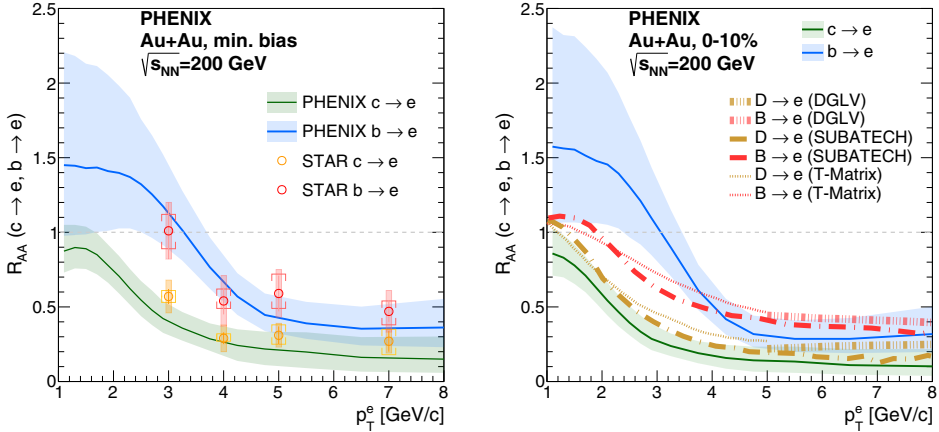 PHENIX
Au+Au, min. bias
√sNN=200 GeV
PHENIX c → e
PHENIX b → e
STAR c → e
STAR b → e
RAA (c → e, b → e)
2.5
2
1.5
1
0.5
0
1 2 3 4 5 6 7 8
pTe [GeV/c]
PHENIX
Au+Au, 0-10%
√sNN=200 GeV
c → e
b → e
D → e (DGLV)
B → e (DGLV)
D → e (SUBATECH)
B → e (SUBATECH)
D → e (T-Matrix)
B → e (T-Matrix)
RAA (c → e, b → e)
2.5
2
1.5
1
0.5
0
1 2 3 4 5 6 7 8
pTe [GeV/c]